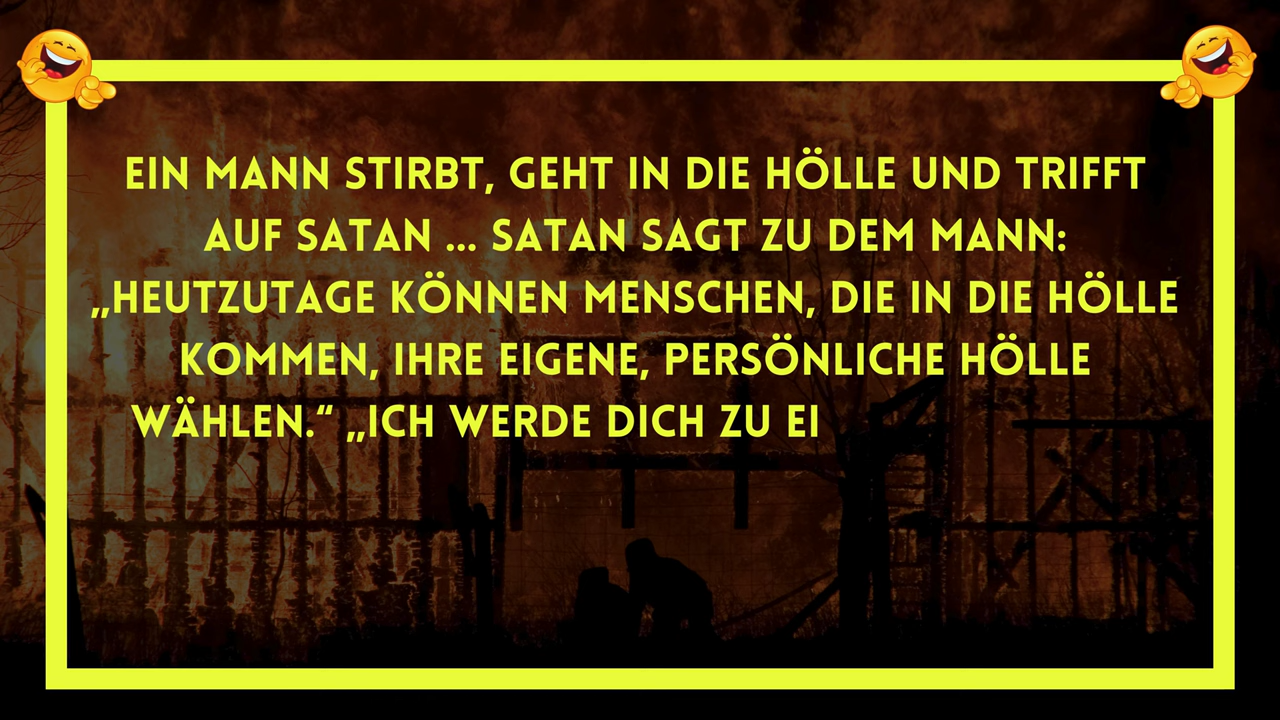 EIN MANN STIRBT, GEHT IN DIE HÖLLE UND TRIFFT
AUF SATAN ... SATAN SAGT ZU DEM MANN:
„HEUTZUTAGE KÖNNEN MENSCHEN, DIE IN DIE HÖLLE
KOMMEN, IHRE EIGENE, PERSÖNLICHE HÖLLE
WÄHLEN.“ „ICH WERDE DICH ZU EI